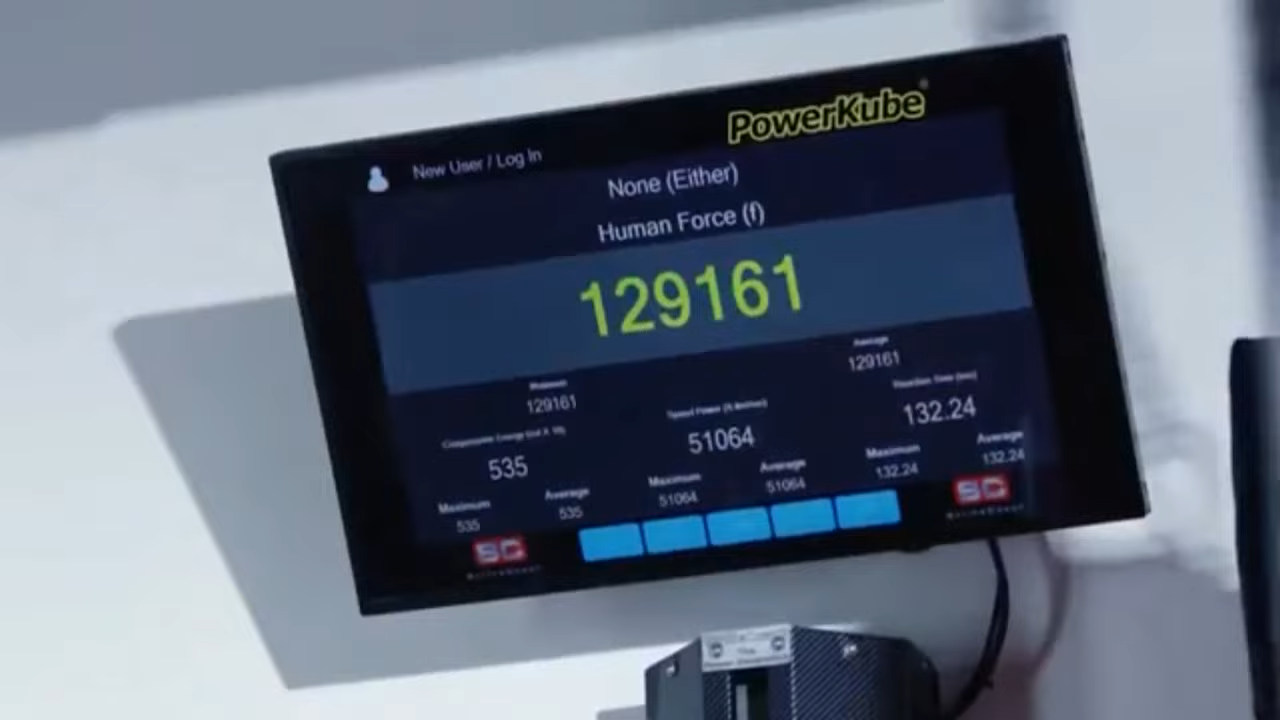 PowerKube
New User / Log In
None (Either)
Human Force (f)
129161
Maximum
129161
Average
129161
535
51064
132.24
Maximum
535
Average
535
Maximum
51064
Average
51064
Maximum
132.24
Average
132.24
SC
SC